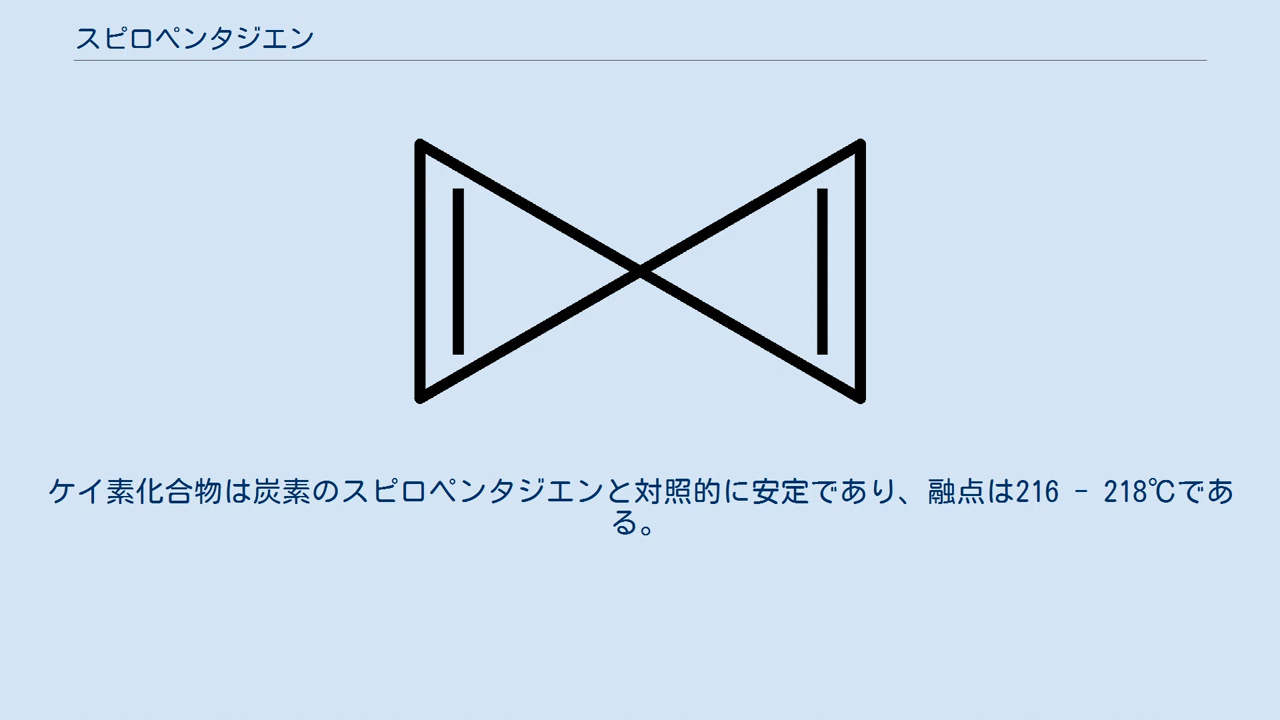 スピロペンタジエン
ケイ素化合物は炭素のスピロペンタジエンと対照的に安定であり、融点は216 - 218℃であ
る。